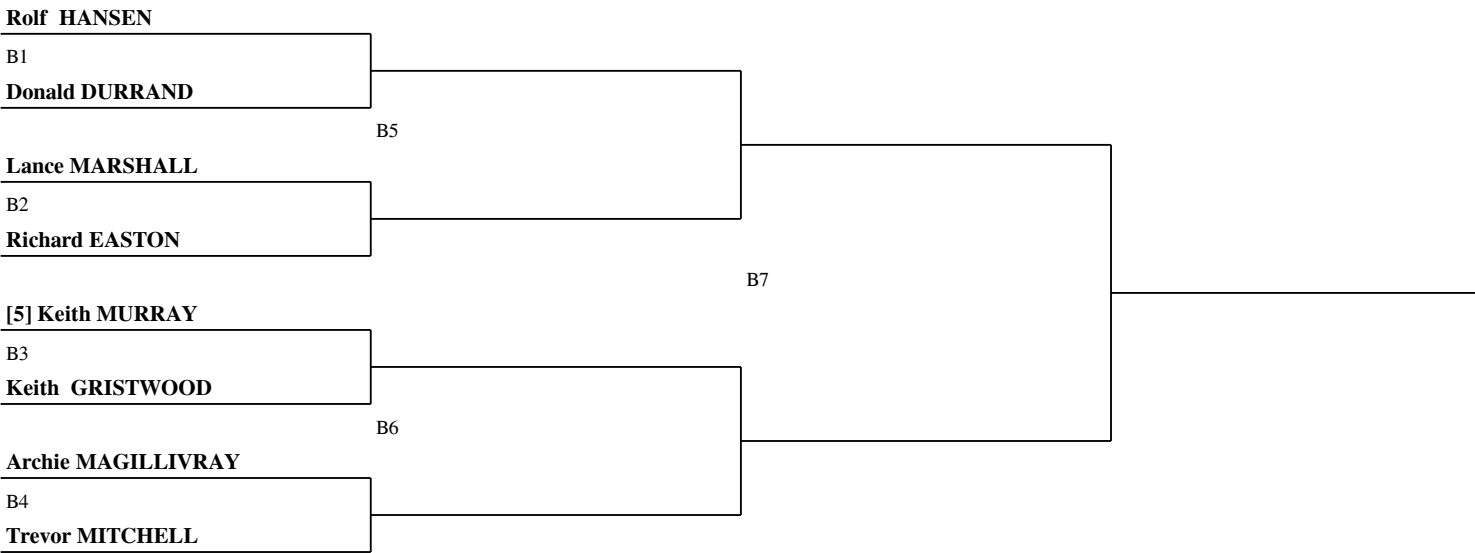 Rolf  HANSEN
B1
Donald DURRAND
B5
Lance MARSHALL
B2
Richard EASTON
B7
[5] Keith MURRAY
B3
Keith  GRISTWOOD
B6
Archie MAGILLIVRAY
B4
Trevor MITCHELL